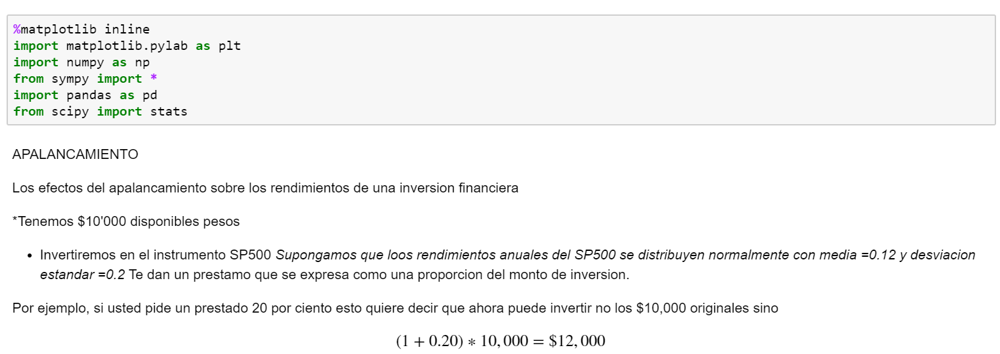 %matplotlib inline
import matplotlib.pylab as plt
import numpy as np
from sympy import *
import pandas as pd
from scipy import stats
APALANCAMIENTO
Los efectos del apalancamiento sobre los rendimientos de una inversion financiera
*Tenemos $10'000 disponibles pesos
• Invertiremos en el instrumento SP500 Supongamos que loos rendimientos anuales del SP500 se distribuyen normalmente con media =0.12 y desviacion
estandar =0.2 Te dan un prestamo que se expresa como una proporcion del monto de inversion.
Por ejemplo, si usted pide un prestado 20 por ciento esto quiere decir que ahora puede invertir no los $10,000 originales sino
(1 + 0.20) * 10, 000 = $12, 000